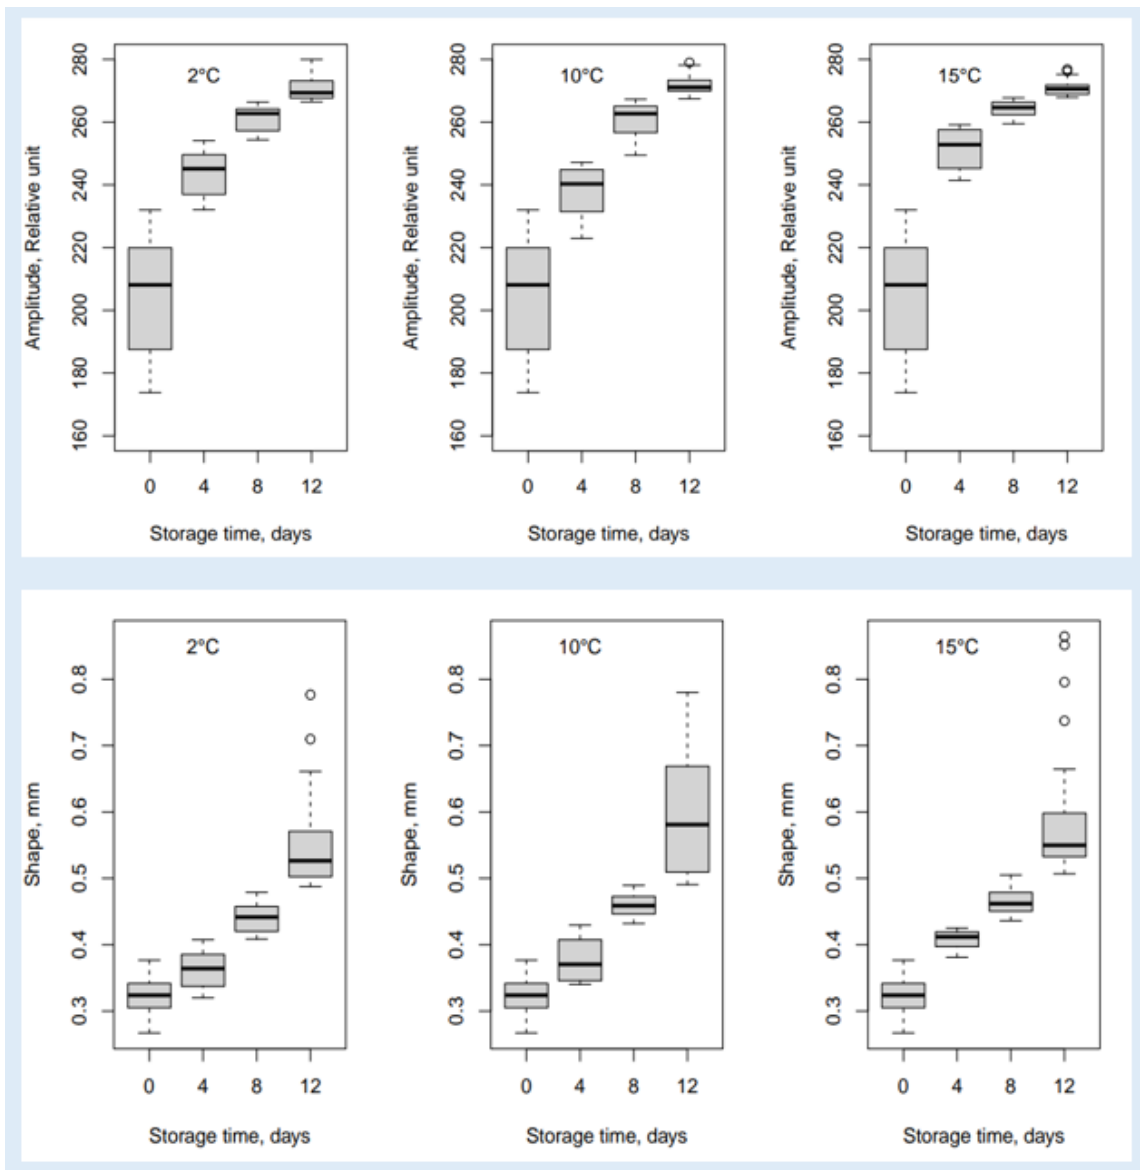 2°C
10°C
15°C
Amplitude, Relative unit
160 180 200 220 240 260 280
0 4 8 12
Storage time, days
Amplitude, Relative unit
160 180 200 220 240 260 280
0 4 8 12
Storage time, days
Amplitude, Relative unit
160 180 200 220 240 260 280
0 4 8 12
Storage time, days
2°C
10°C
15°C
Shape, mm
0.3 0.4 0.5 0.6 0.7 0.8
0 4 8 12
Storage time, days
Shape, mm
0.3 0.4 0.5 0.6 0.7 0.8
0 4 8 12
Storage time, days
Shape, mm
0.3 0.4 0.5 0.6 0.7 0.8
0 4 8 12
Storage time, days